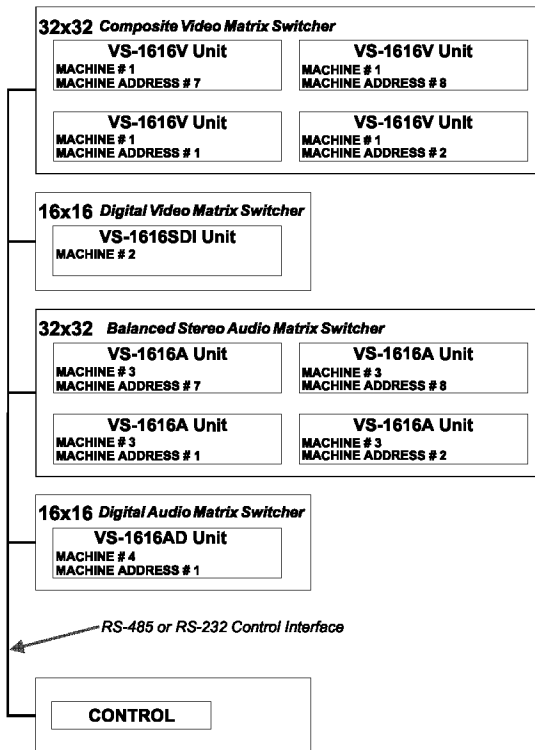 32x32 Composite Video Matrix Switcher
VS-1616V Unit
MACHINE # 1
MACHINE ADDRESS # 7
VS-1616V Unit
MACHINE # 1
MACHINE ADDRESS # 8
VS-1616V Unit
MACHINE # 1
MACHINE ADDRESS # 1
VS-1616V Unit
MACHINE # 1
MACHINE ADDRESS # 2
16x16 Digital Video Matrix Switcher
VS-1616SDI Unit
MACHINE # 2
32x32 Balanced Stereo Audio Matrix Switcher
VS-1616A Unit
MACHINE # 3
MACHINE ADDRESS # 7
VS-1616A Unit
MACHINE # 3
MACHINE ADDRESS # 8
VS-1616A Unit
MACHINE # 3
MACHINE ADDRESS # 1
VS-1616A Unit
MACHINE # 3
MACHINE ADDRESS # 2
16x16 Digital Audio Matrix Switcher
VS-1616AD Unit
MACHINE # 4
MACHINE ADDRESS # 1
RS-485 or RS-232 Control Interface
CONTROL